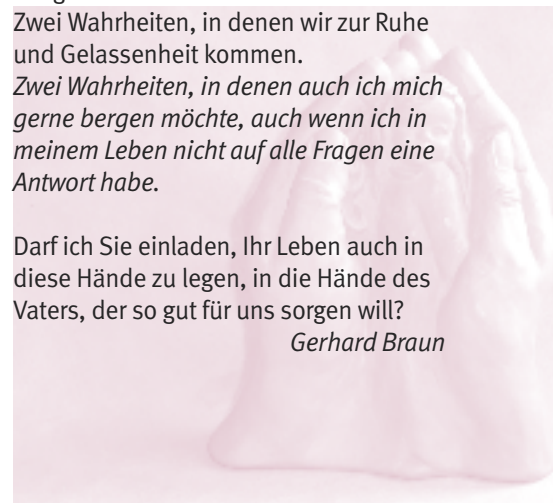 Zwei Wahrheiten, in denen wir zur Ruhe
und Gelassenheit kommen.
Zwei Wahrheiten, in denen auch ich mich
gerne bergen möchte, auch wenn ich in
meinem Leben nicht auf alle Fragen eine
Antwort habe.
Darf ich Sie einladen, Ihr Leben auch in
diese Hände zu legen, in die Hände des
Vaters, der so gut für uns sorgen will?
Gerhard Braun